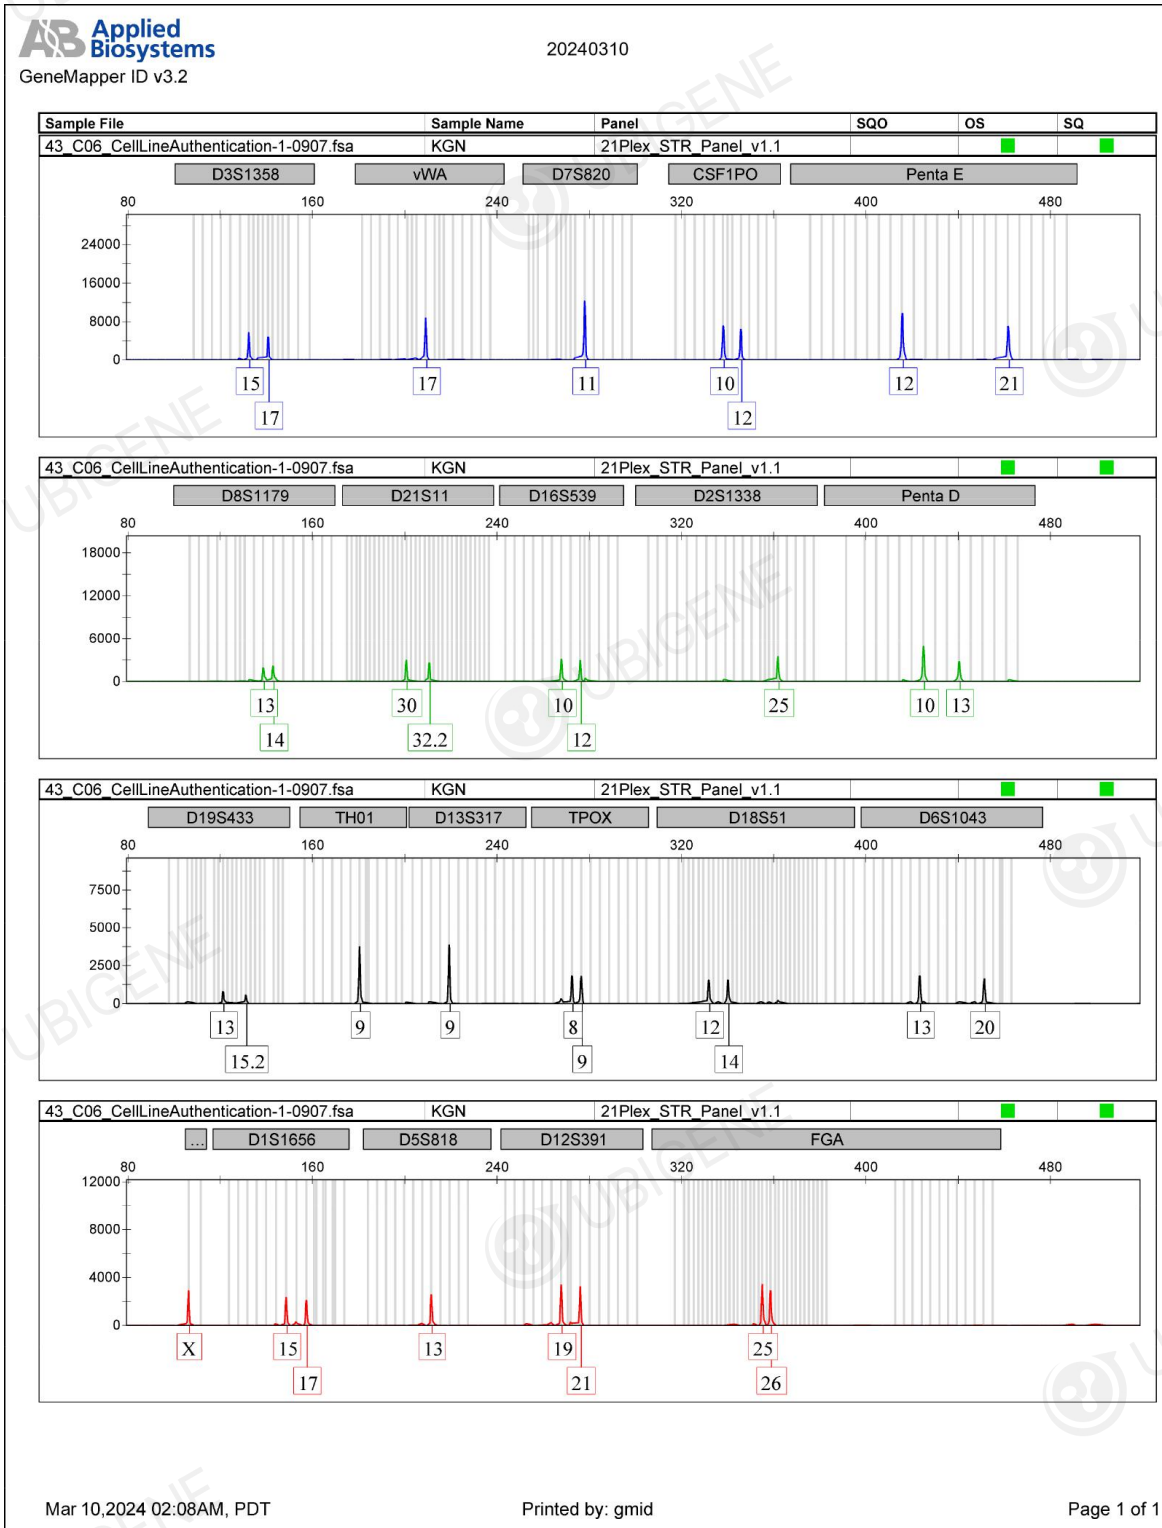 AB Applied Biosystems
20240310
GeneMapper ID v3.2
Sample File Sample Name Panel SQO OS SQ
43_C06_CellLineAuthentication-1-0907.fsa KGN 21Plex_STR_Panel_v1.1
D3S1358 vWA D7S820 CSF1PO Penta E
80 160 240 320 400 480
24000
16000
8000
0
15 17 11 10 12 21
17 12
43_C06_CellLineAuthentication-1-0907.fsa KGN 21Plex_STR_Panel_v1.1
D8S1179 D21S11 D16S539 D2S1338 Penta D
80 160 240 320 400 480
18000
12000
6000
0
13 30 10 25 10 13
14 32.2 12
43_C06_CellLineAuthentication-1-0907.fsa KGN 21Plex_STR_Panel_v1.1
D19S433 TH01 D13S317 TPOX D18S51 D6S1043
80 160 240 320 400 480
7500
5000
2500
0
13 9 9 8 12 13 20
15.2 9 14
43_C06_CellLineAuthentication-1-0907.fsa KGN 21Plex_STR_Panel_v1.1
... D1S1656 D5S818 D12S391 FGA
80 160 240 320 400 480
12000
8000
4000
0
X 15 13 19 25
17 21 26
Mar 10,2024 02:08AM, PDT Printed by: gmid Page 1 of 1
UBIGENE
UBIGENE
UBIGENE
UBIGENE
UBIGENE